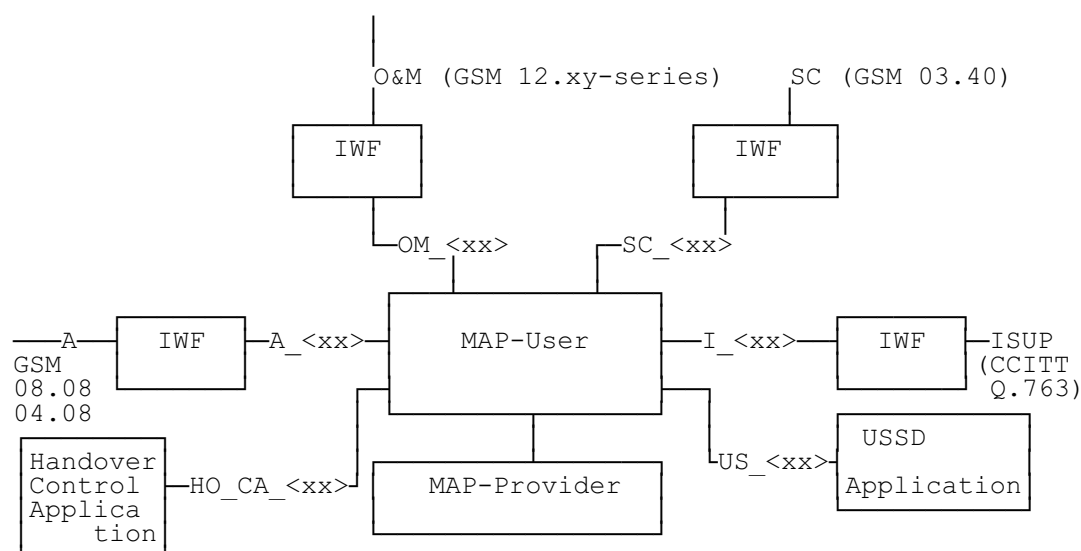 O&M (GSM 12.xy-series)
SC (GSM 03.40)
IWF
IWF
OM_<xx>
SC_<xx>
A
IWF
A_<xx>
MAP-User
I_<xx>
IWF
ISUP
GSM
08.08
04.08
(CCITT
Q.763)
Handover
Control
Applica
tion
HO_CA_<xx>
MAP-Provider
US_<xx>
USSD
Application